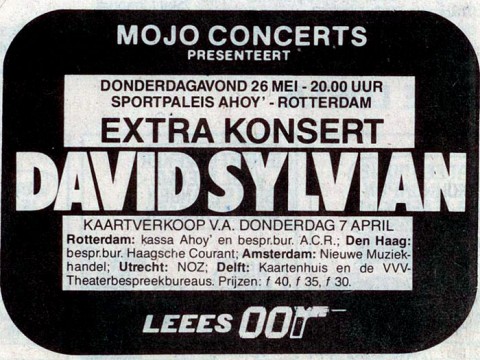 MOJO CONCERTS
PRESENTEERT
DONDERDAGAVOND 26 MEI - 20.00 UUR
SPORTPALEIS AHOY' - ROTTERDAM
EXTRA KONSERT
DAVID SYLVIAN
KAARTVERKOOP V.A. DONDERDAG 7 APRIL
Rotterdam: kassa Ahoy' en bespr.bur. A.C.R.; Den Haag:
bespr.bur. Haagsche Courant; Amsterdam: Nieuwe Muziek-
handel; Utrecht: NOZ; Delft: Kaartenhuis en de VVV-
Theaterbespreekbureaus. Prijzen: f 40, f 35, f 30.
LEEES OOR